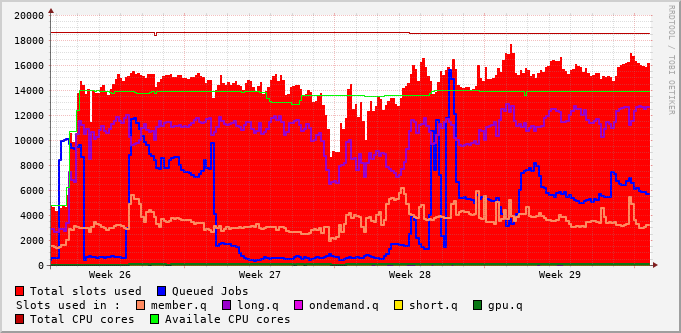 RRDTOOL / TOBI OETIKER
20000
18000
16000
14000
12000
10000
8000
6000
4000
2000
0
Week 26 Week 27 Week 28 Week 29
Total slots used Queued Jobs
Slots used in : member.q long.q ondemand.q short.q gpu.q
Total CPU cores Availale CPU cores